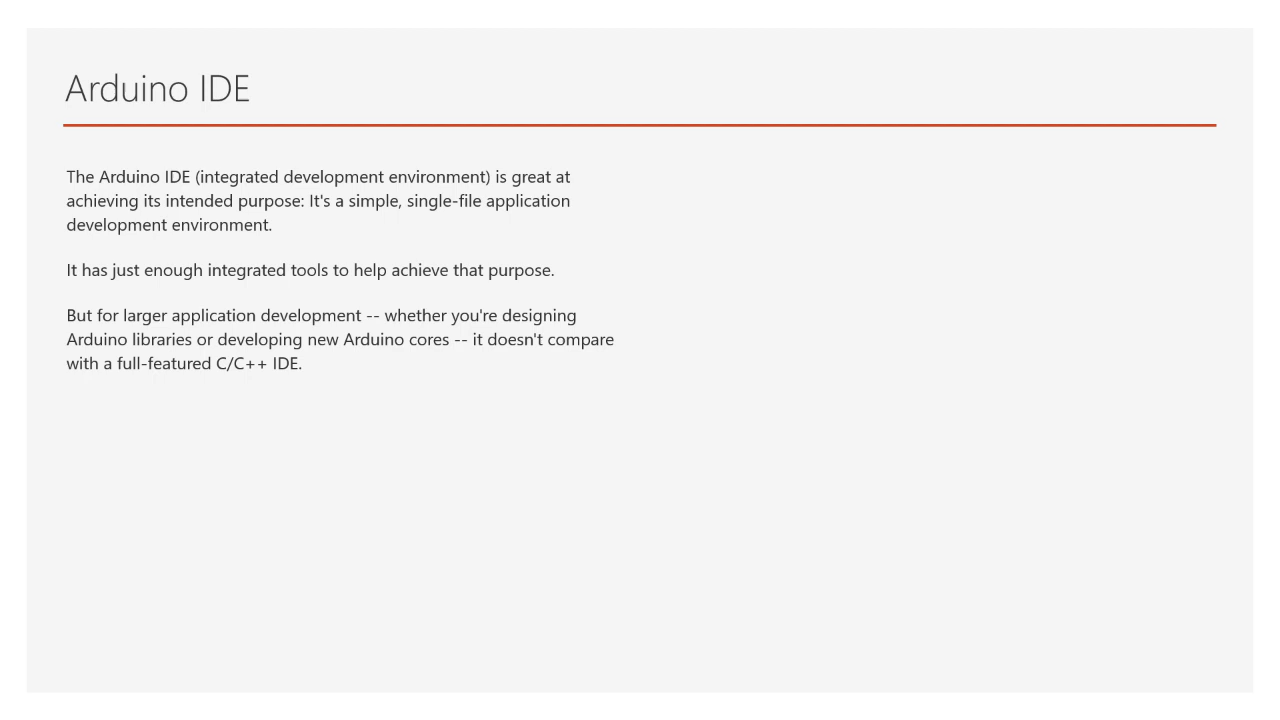 Arduino IDE
The Arduino IDE (integrated development environment) is great at
achieving its intended purpose: It's a simple, single-file application
development environment.
It has just enough integrated tools to help achieve that purpose.
But for larger application development -- whether you're designing
Arduino libraries or developing new Arduino cores -- it doesn't compare
with a full-featured C/C++ IDE.